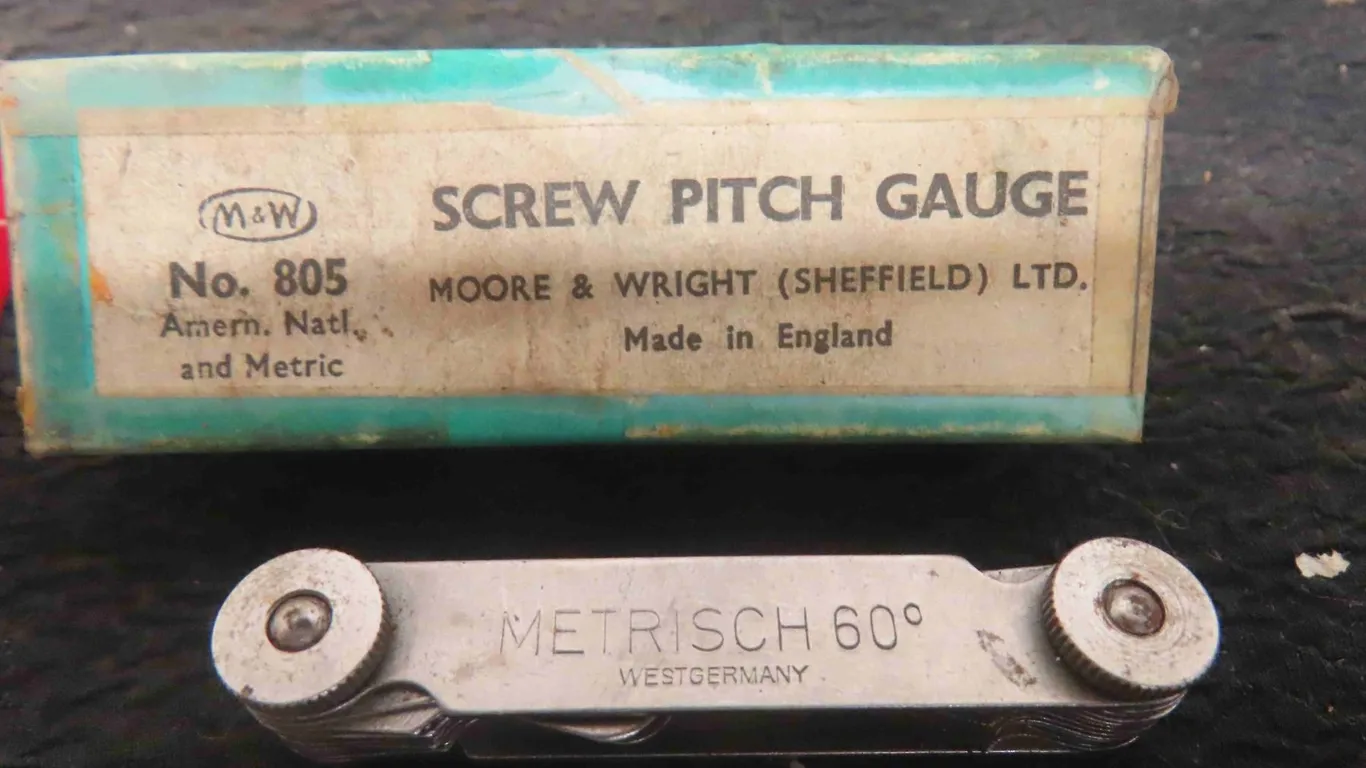 M&W
No. 805
Amern. Natl.
and Metric
SCREW PITCH GAUGE
MOORE & WRIGHT (SHEFFIELD) LTD.
Made in England
METRISCH 60°
WESTGERMANY